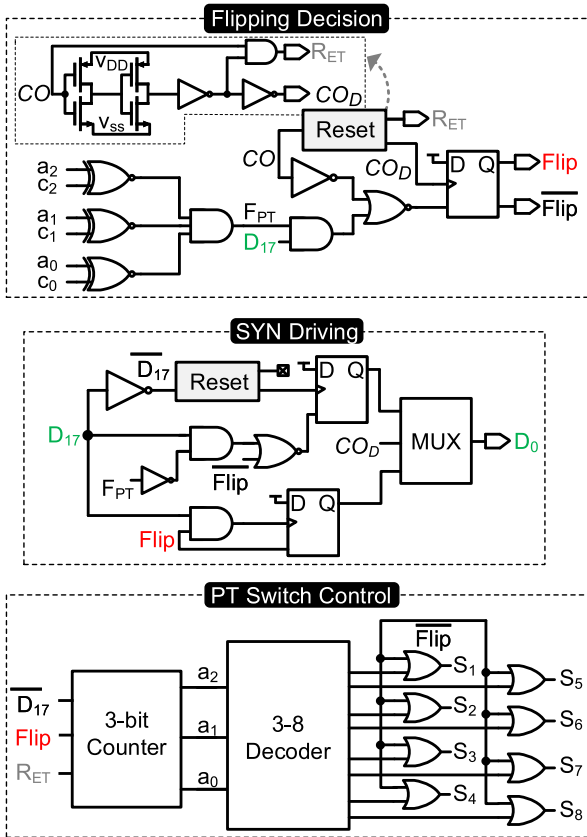 Flipping Decision
V_DD
R_ET
CO
CO_D
V_ss
Reset
R_ET
CO
CO_D
D Q
Flip
Flip
a_2
c_2
a_1
c_1
a_0
c_0
F_PT
D_17
SYN Driving
D_17
Reset
D Q
D_17
CO_D
MUX
D_0
F_PT
Flip
D Q
Flip
PT Switch Control
Flip
D_17
Flip
R_ET
3-bit
Counter
a_2
a_1
a_0
3-8
Decoder
S_1
S_2
S_3
S_4
S_5
S_6
S_7
S_8